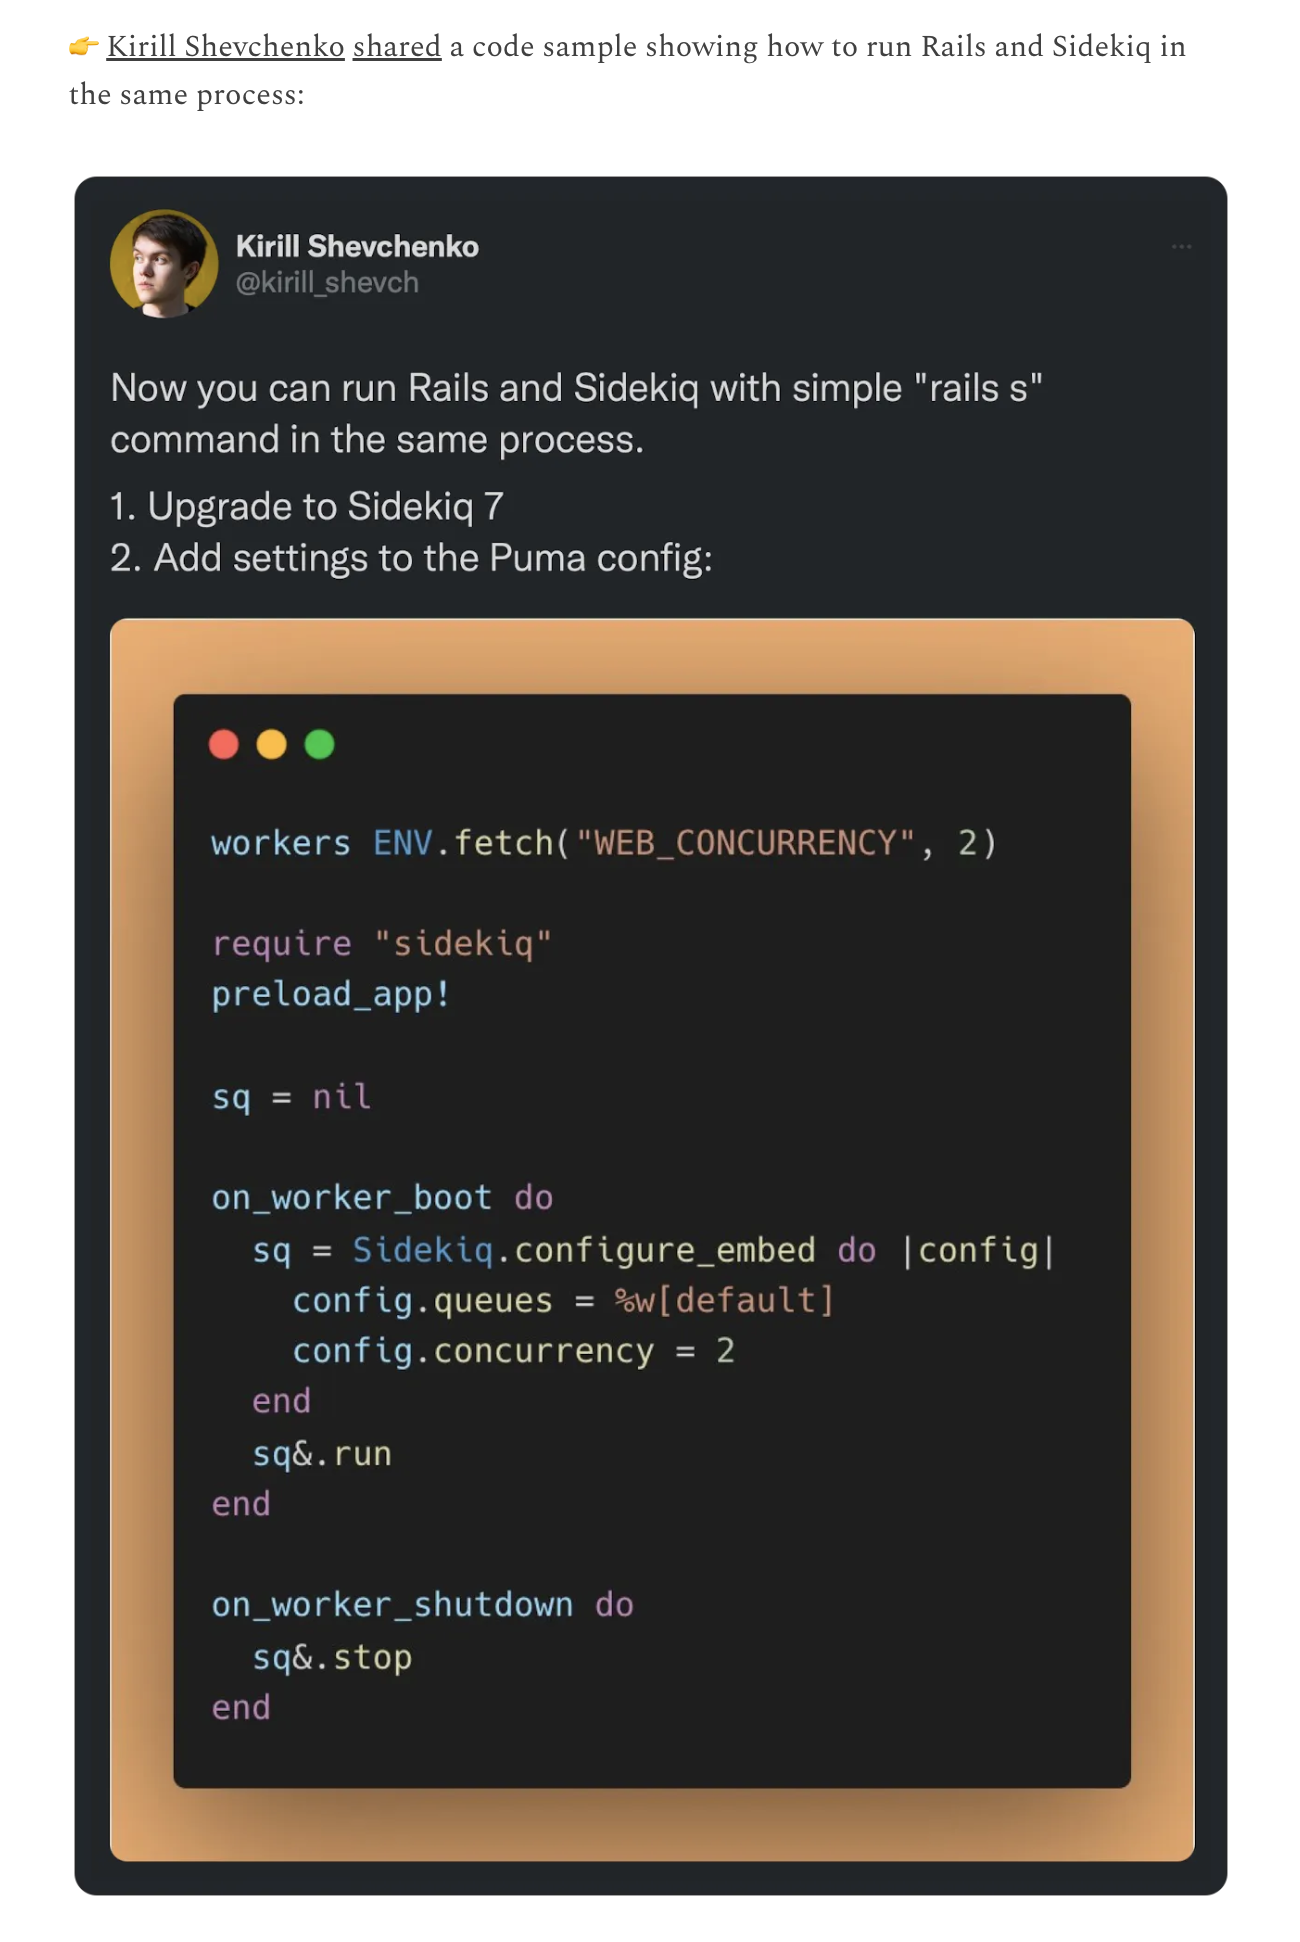 👉 Kirill Shevchenko shared a code sample showing how to run Rails and Sidekiq in
the same process:
Kirill Shevchenko
@kirill_shevch
Now you can run Rails and Sidekiq with simple "rails s"
command in the same process.
1. Upgrade to Sidekiq 7
2. Add settings to the Puma config:
workers ENV.fetch("WEB_CONCURRENCY", 2)
require "sidekiq"
preload_app!
sq = nil
on_worker_boot do
  sq = Sidekiq.configure_embed do |config|
    config.queues = %w[default]
    config.concurrency = 2
  end
  sq&.run
end
on_worker_shutdown do
  sq&.stop
end